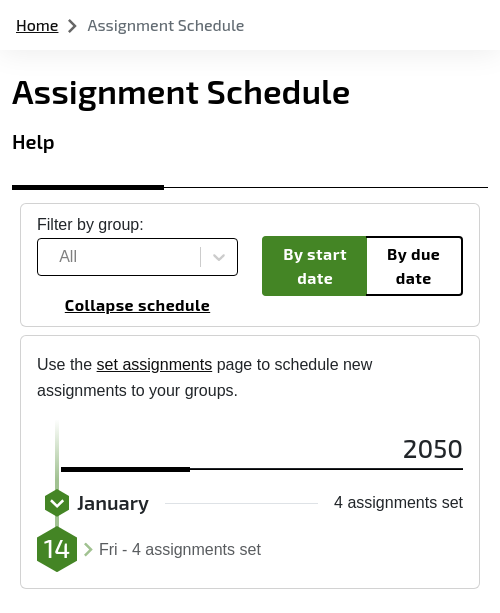 Home Assignment Schedule
Assignment Schedule
Help
Filter by group:
All
By start
date
By due
date
Collapse schedule
Use the set assignments page to schedule new
assignments to your groups.
2050
January 4 assignments set
14 Fri - 4 assignments set